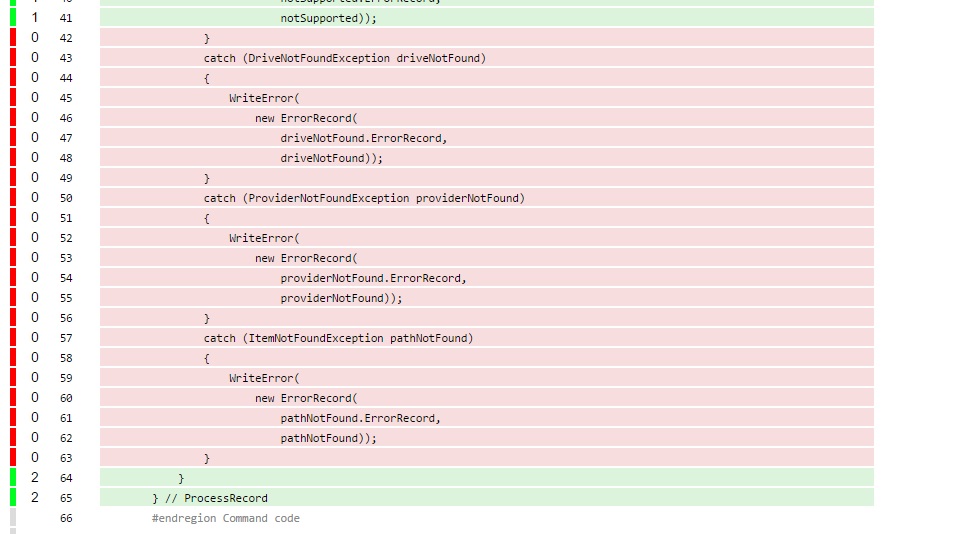 1 41 notSupported));
0 42 }
0 43 catch (DriveNotFoundException driveNotFound)
0 44 {
0 45 WriteError(
0 46 new ErrorRecord(
0 47 driveNotFound.ErrorRecord,
0 48 driveNotFound));
0 49 }
0 50 catch (ProviderNotFoundException providerNotFound)
0 51 {
0 52 WriteError(
0 53 new ErrorRecord(
0 54 providerNotFound.ErrorRecord,
0 55 providerNotFound));
0 56 }
0 57 catch (ItemNotFoundException pathNotFound)
0 58 {
0 59 WriteError(
0 60 new ErrorRecord(
0 61 pathNotFound.ErrorRecord,
0 62 pathNotFound));
0 63 }
2 64 }
2 65 } // ProcessRecord
66 #endregion Command code